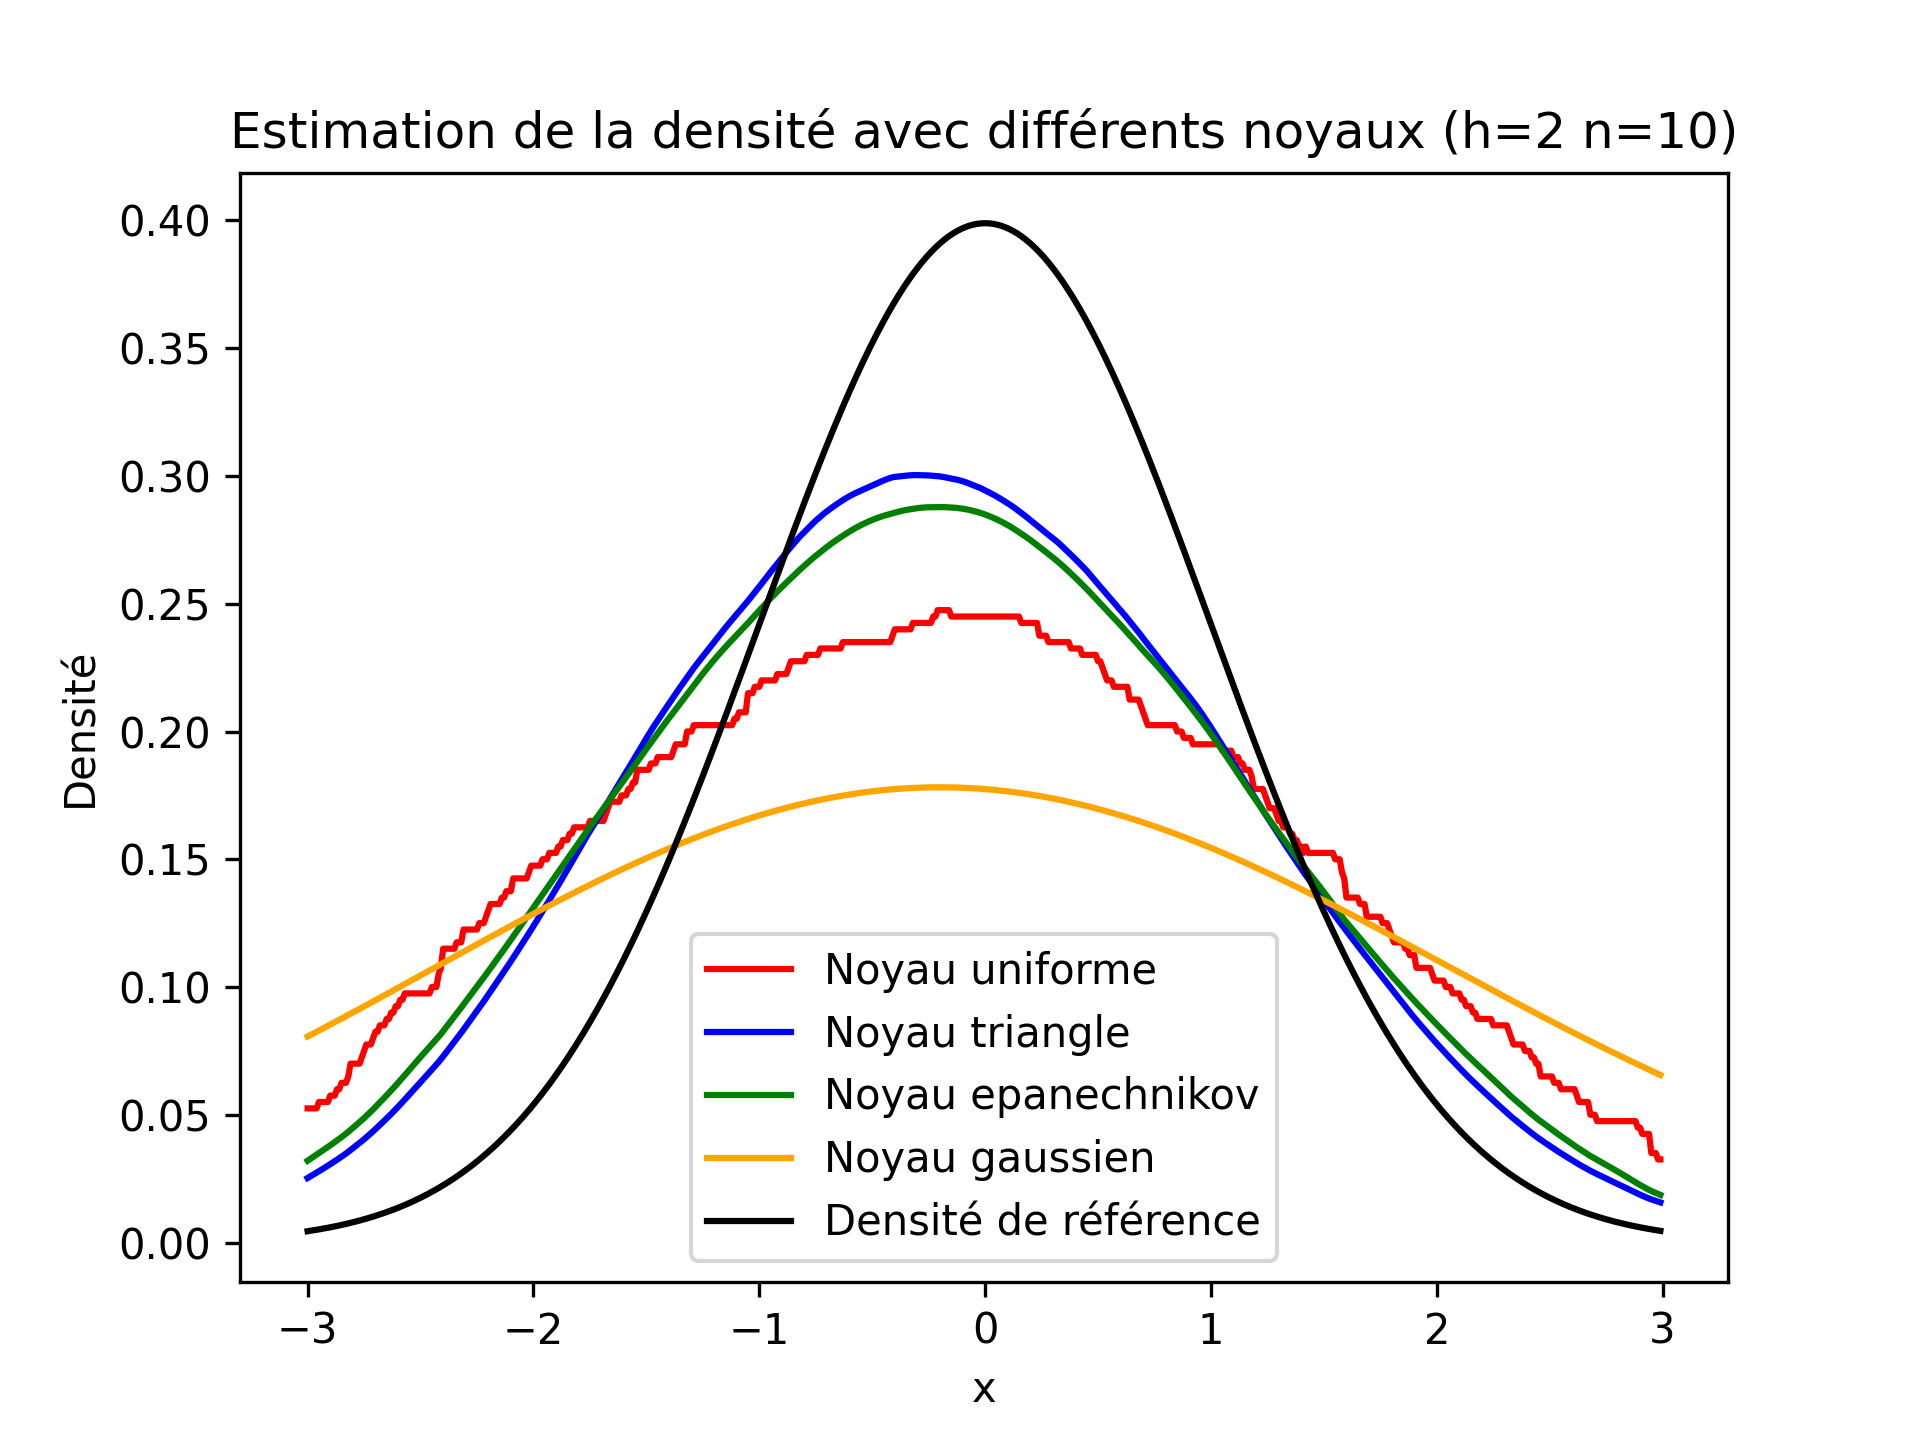 Estimation de la densité avec différents noyaux (h=2 n=10)
0.40
0.35
0.30
0.25
0.20
0.15
0.10
0.05
0.00
Densité
Noyau uniforme
Noyau triangle
Noyau epanechnikov
Noyau gaussien
Densité de référence
−3 −2 −1 0 1 2 3
x